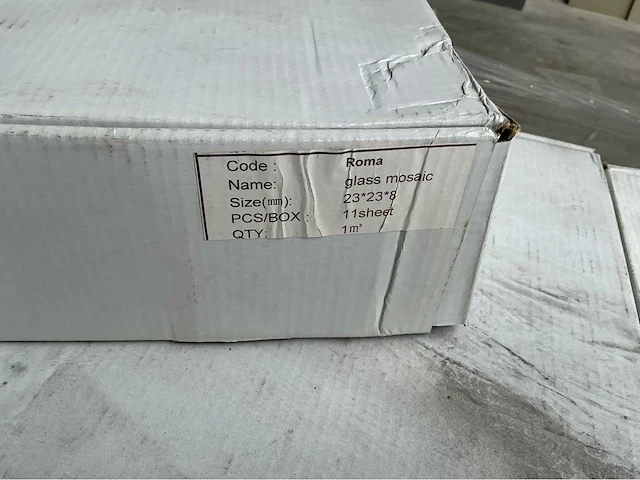 Code : Roma
Name: glass mosaic
Size(㎜): 23*23*8
PCS/BOX : 11sheet
QTY: 1㎡